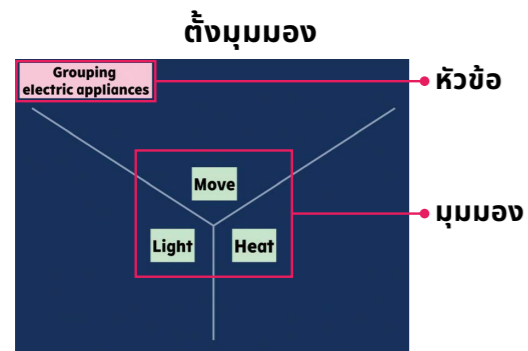 ตั้งมุมมอง
Grouping
electric appliances
หัวข้อ
Move
มุมมอง
Light
Heat